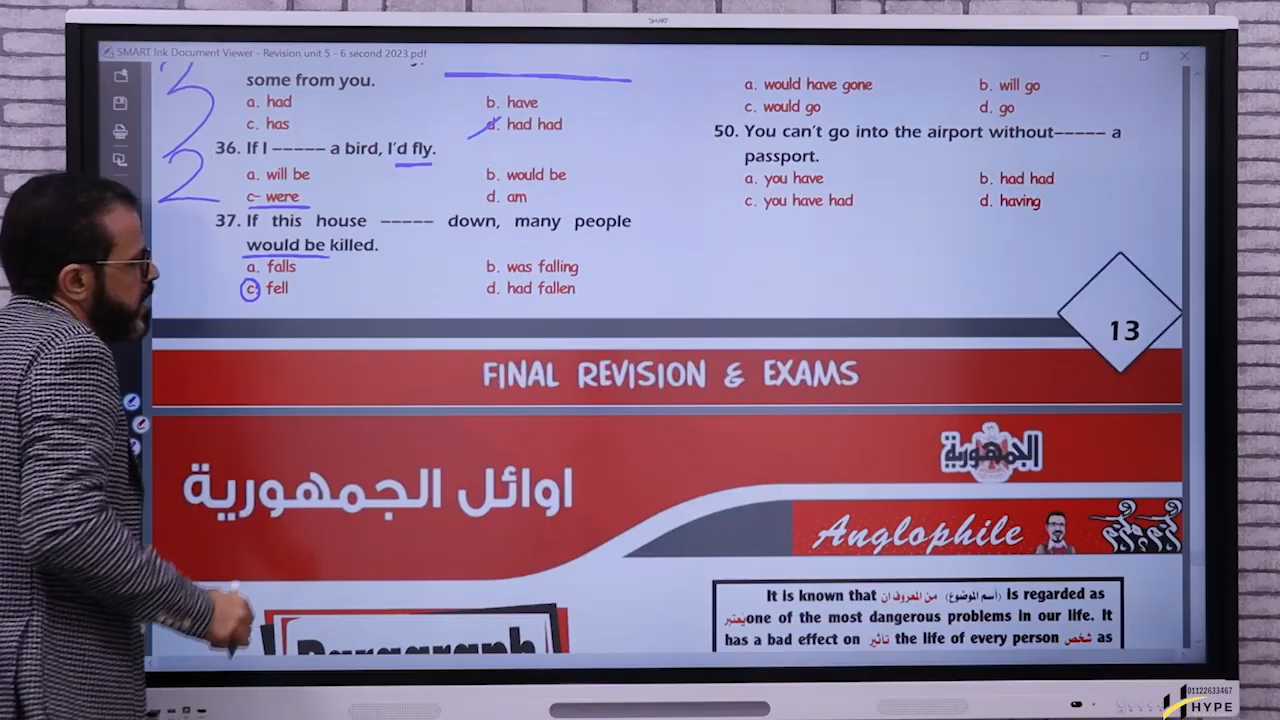 SMART
SMART Ink Document Viewer - Revision unit 5 - 6 second 2023.pdf
some from you.
a. had b. have
c. has d. had had
36. If I ----- a bird, I'd fly.
a. will be b. would be
c- were d. am
37. If this house ----- down, many people
would be killed.
a. falls b. was falling
c. fell d. had fallen
a. would have gone b. will go
c. would go d. go
50. You can't go into the airport without----- a
passport.
a. you have b. had had
c. you have had d. having
13
FINAL REVISION & EXAMS
اوائل الجمهورية
الجمهورية
Anglophile
It is known that من المعروف ان (أسم الموضوع) is regarded as
يعتبر one of the most dangerous problems in our life. It
has a bad effect on تاثير the life of every person شخص as
Paragraph
01122633467
HYPE